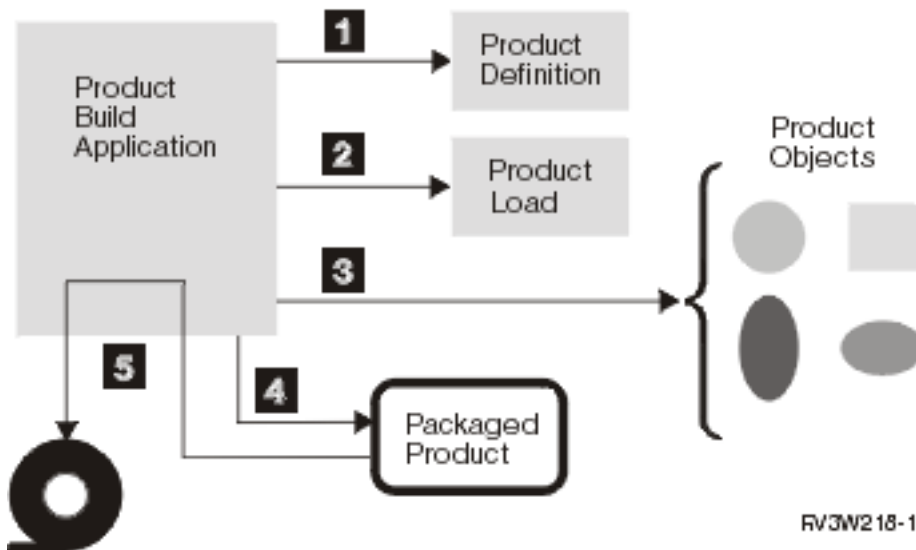 1
Product
Definition
Product
Build
Application
2
Product
Load
Product
Objects
3
5
4
Packaged
Product
RV3W218-1